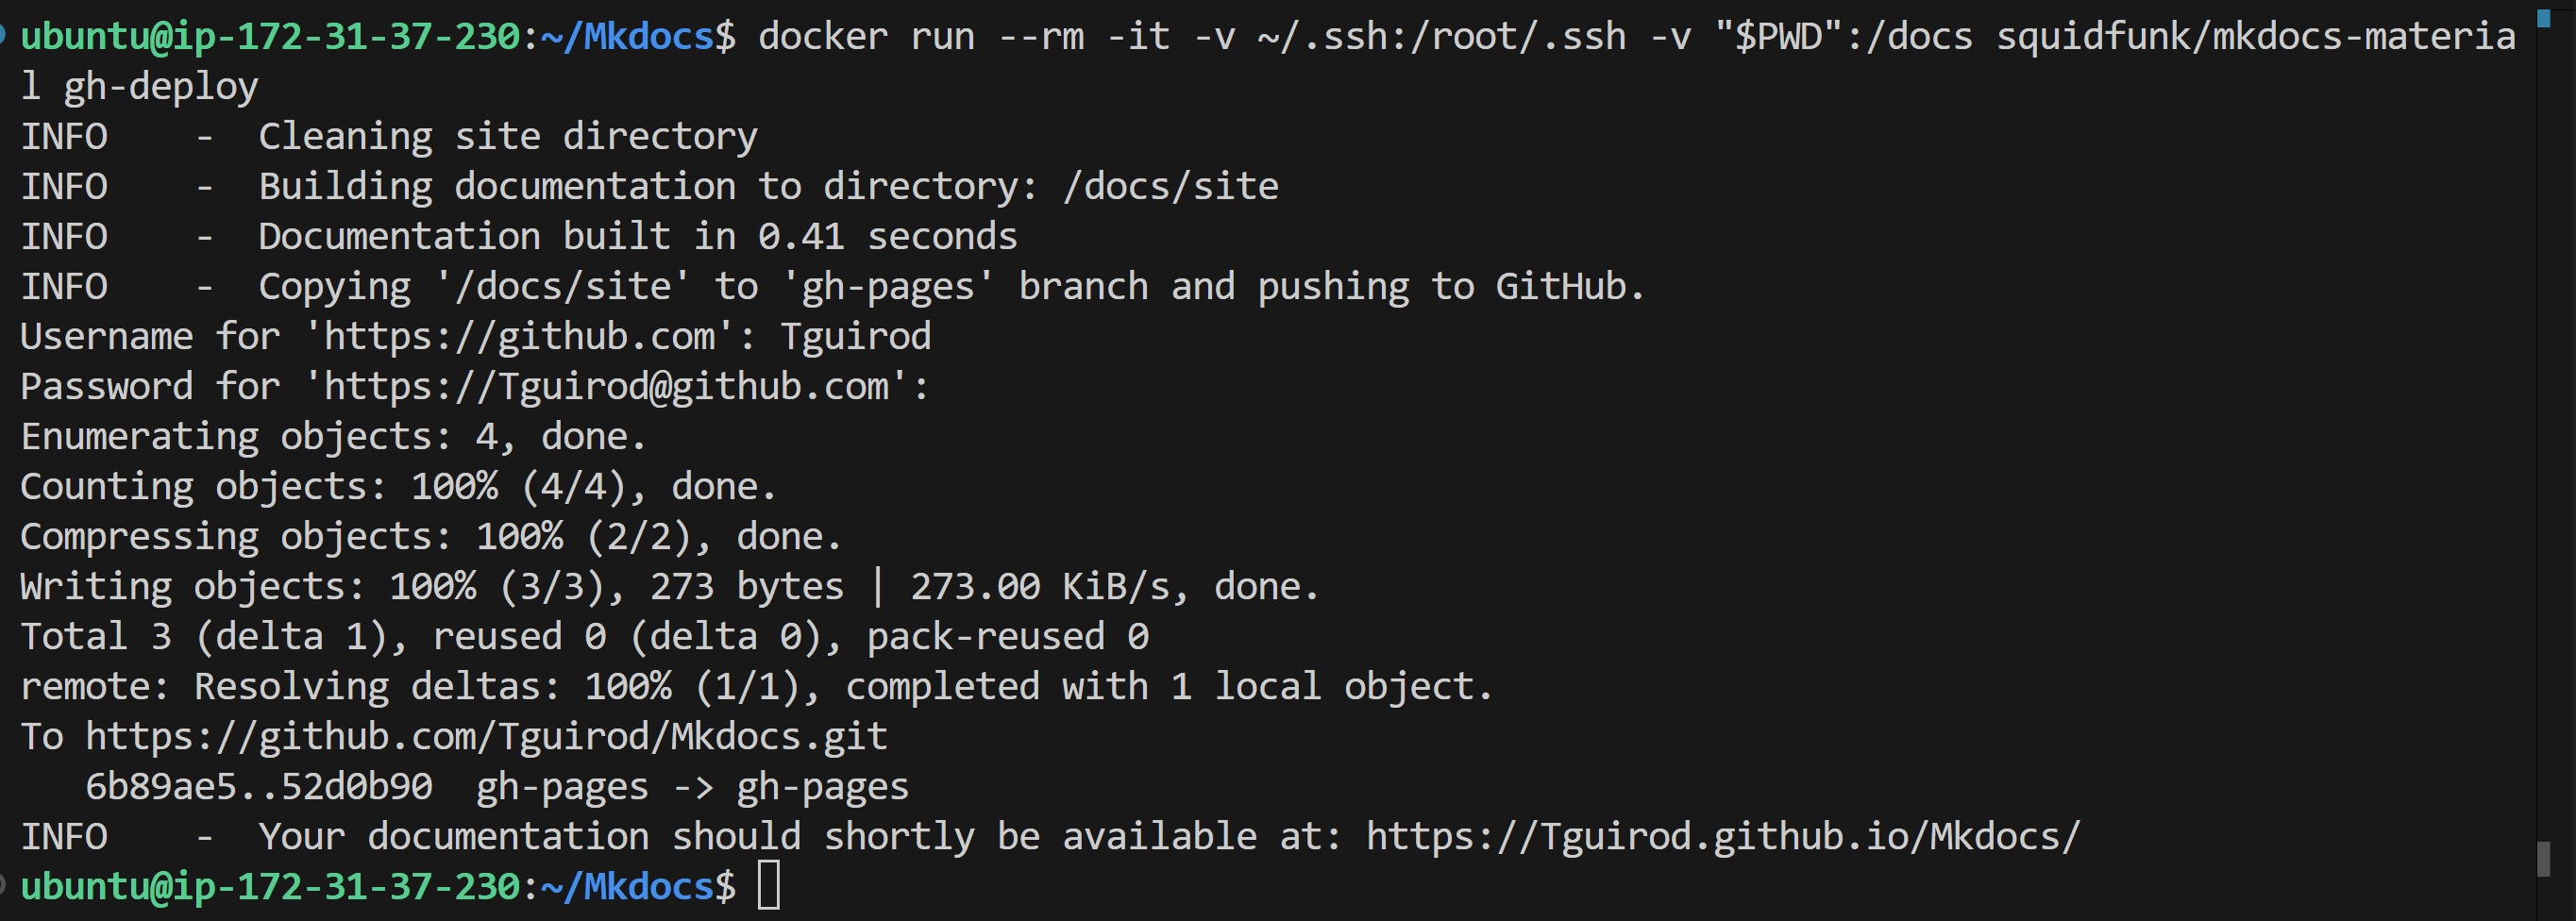 ubuntu@ip-172-31-37-230:~/Mkdocs$ docker run --rm -it -v ~/.ssh:/root/.ssh -v "$PWD":/docs squidfunk/mkdocs-materia
l gh-deploy
INFO    -  Cleaning site directory
INFO    -  Building documentation to directory: /docs/site
INFO    -  Documentation built in 0.41 seconds
INFO    -  Copying '/docs/site' to 'gh-pages' branch and pushing to GitHub.
Username for 'https://github.com': Tguirod
Password for 'https://Tguirod@github.com':
Enumerating objects: 4, done.
Counting objects: 100% (4/4), done.
Compressing objects: 100% (2/2), done.
Writing objects: 100% (3/3), 273 bytes | 273.00 KiB/s, done.
Total 3 (delta 1), reused 0 (delta 0), pack-reused 0
remote: Resolving deltas: 100% (1/1), completed with 1 local object.
To https://github.com/Tguirod/Mkdocs.git
   6b89ae5..52d0b90  gh-pages -> gh-pages
INFO    -  Your documentation should shortly be available at: https://Tguirod.github.io/Mkdocs/
ubuntu@ip-172-31-37-230:~/Mkdocs$